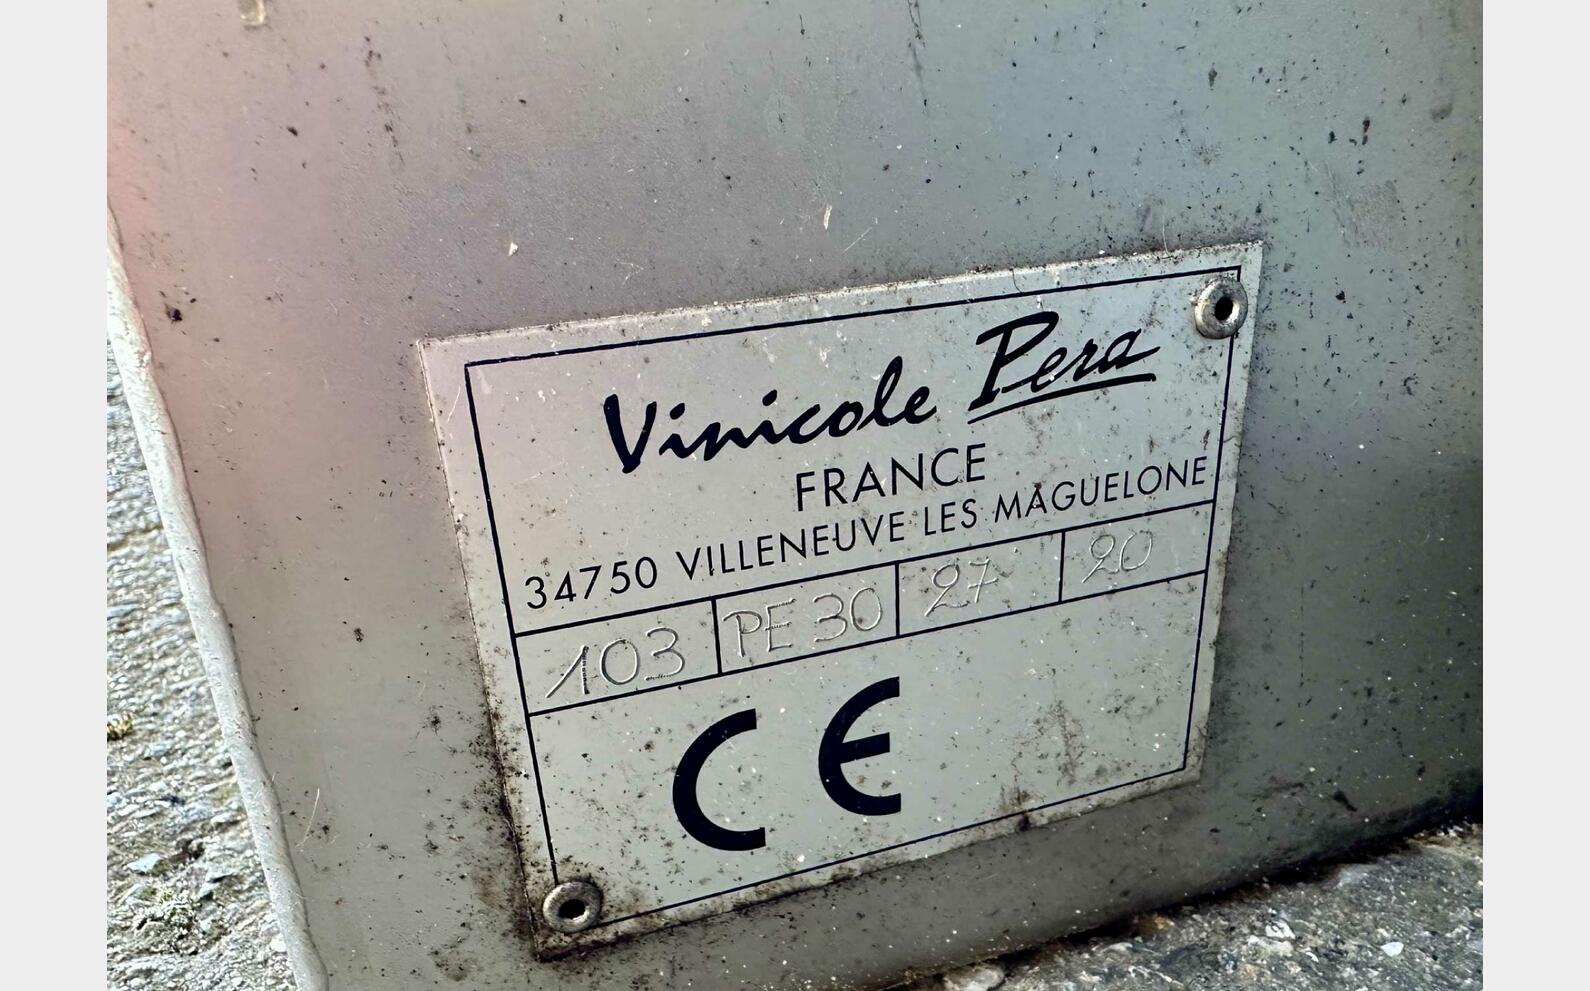 Vinicole Pera
FRANCE
34750 VILLENEUVE LES MAGUELONE
103 PE 30 27 20
CE